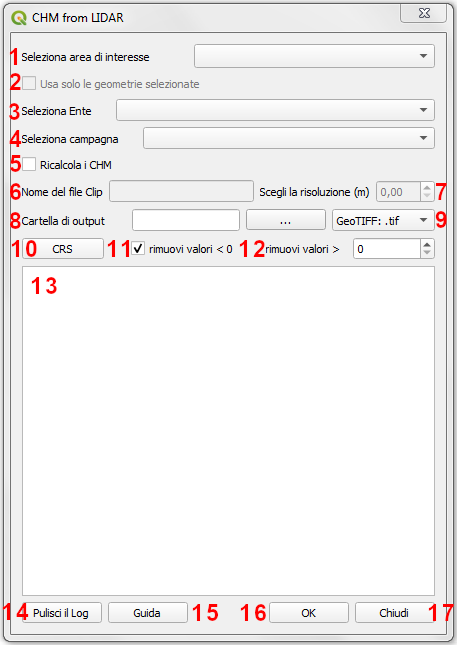 CHM from LIDAR
1 Seleziona area di interesse
2 Usa solo le geometrie selezionate
3 Seleziona Ente
4 Seleziona campagna
5 Ricalcola i CHM
6 Nome del file Clip Scegli la risoluzione (m) 0,00 7
8 Cartella di output ... GeoTIFF: .tif 9
10 CRS 11 rimuovi valori < 0 12 rimuovi valori > 0
13
14 Pulisci il Log Guida 15 16 OK Chiudi 17